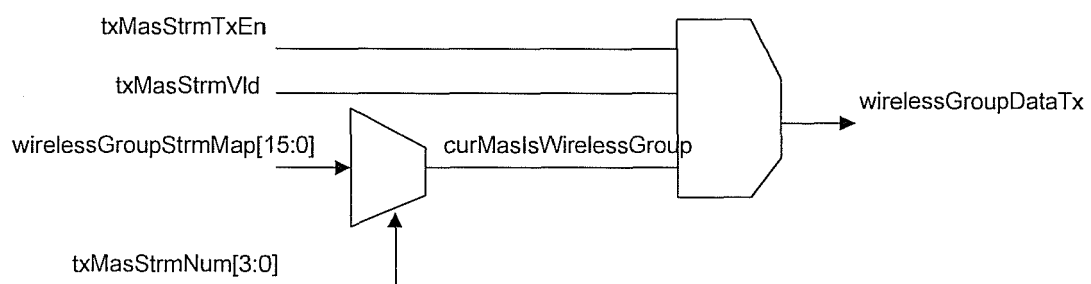 txMasStrmTxEn
txMasStrmVld
wirelessGroupDataTx
wirelessGroupStrmMap[15:0]
curMasIsWirelessGroup
txMasStrmNum[3:0]